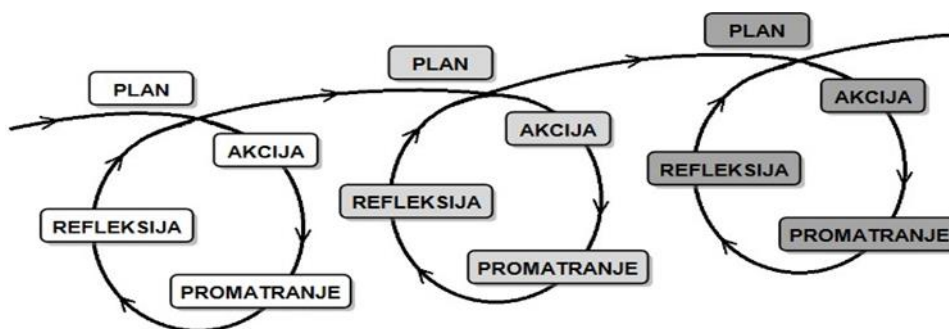 PLAN
AKCIJA
PROMATRANJE
REFLEKSIJA
PLAN
AKCIJA
PROMATRANJE
REFLEKSIJA
PLAN
AKCIJA
PROMATRANJE
REFLEKSIJA